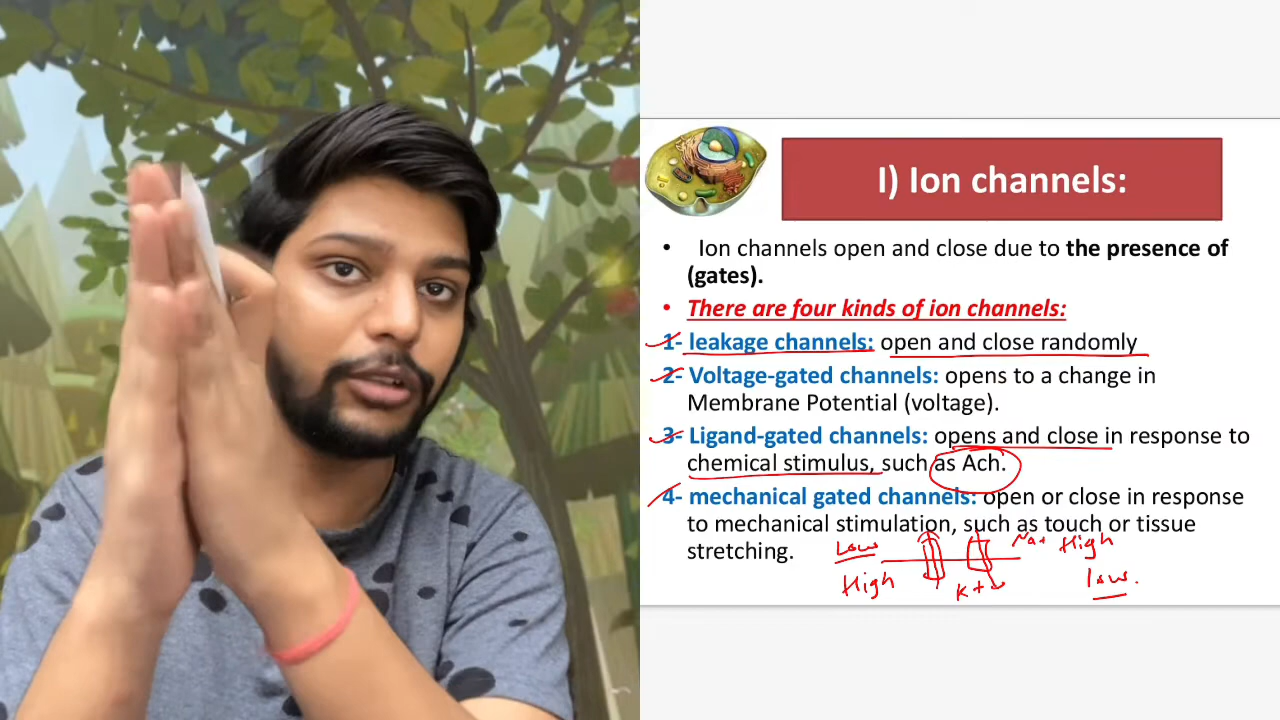 I) Ion channels:
• Ion channels open and close due to the presence of
(gates).
• There are four kinds of ion channels:
1- leakage channels: open and close randomly
2- Voltage-gated channels: opens to a change in
Membrane Potential (voltage).
3- Ligand-gated channels: opens and close in response to
chemical stimulus, such as Ach.
4- mechanical gated channels: open or close in response
to mechanical stimulation, such as touch or tissue
stretching.
Low Na+ High
High K+ low.